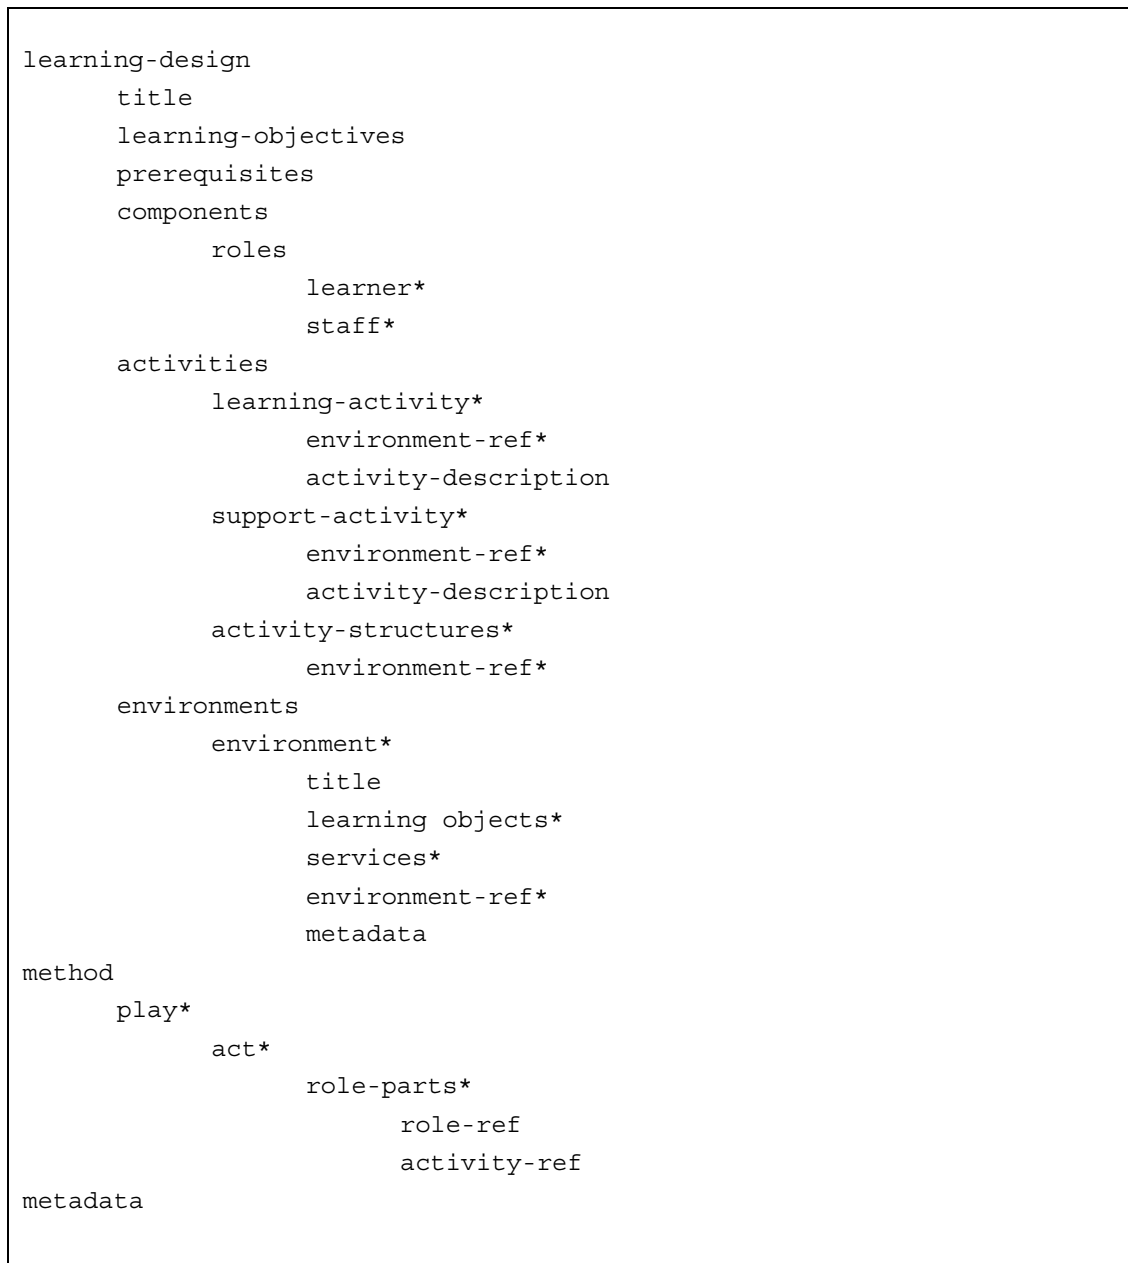 learning-design
title
learning-objectives
prerequisites
components
roles
learner*
staff*
activities
learning-activity*
environment-ref*
activity-description
support-activity*
environment-ref*
activity-description
activity-structures*
environment-ref*
environments
environment*
title
learning objects*
services*
environment-ref*
metadata
method
play*
act*
role-parts*
role-ref
activity-ref
metadata